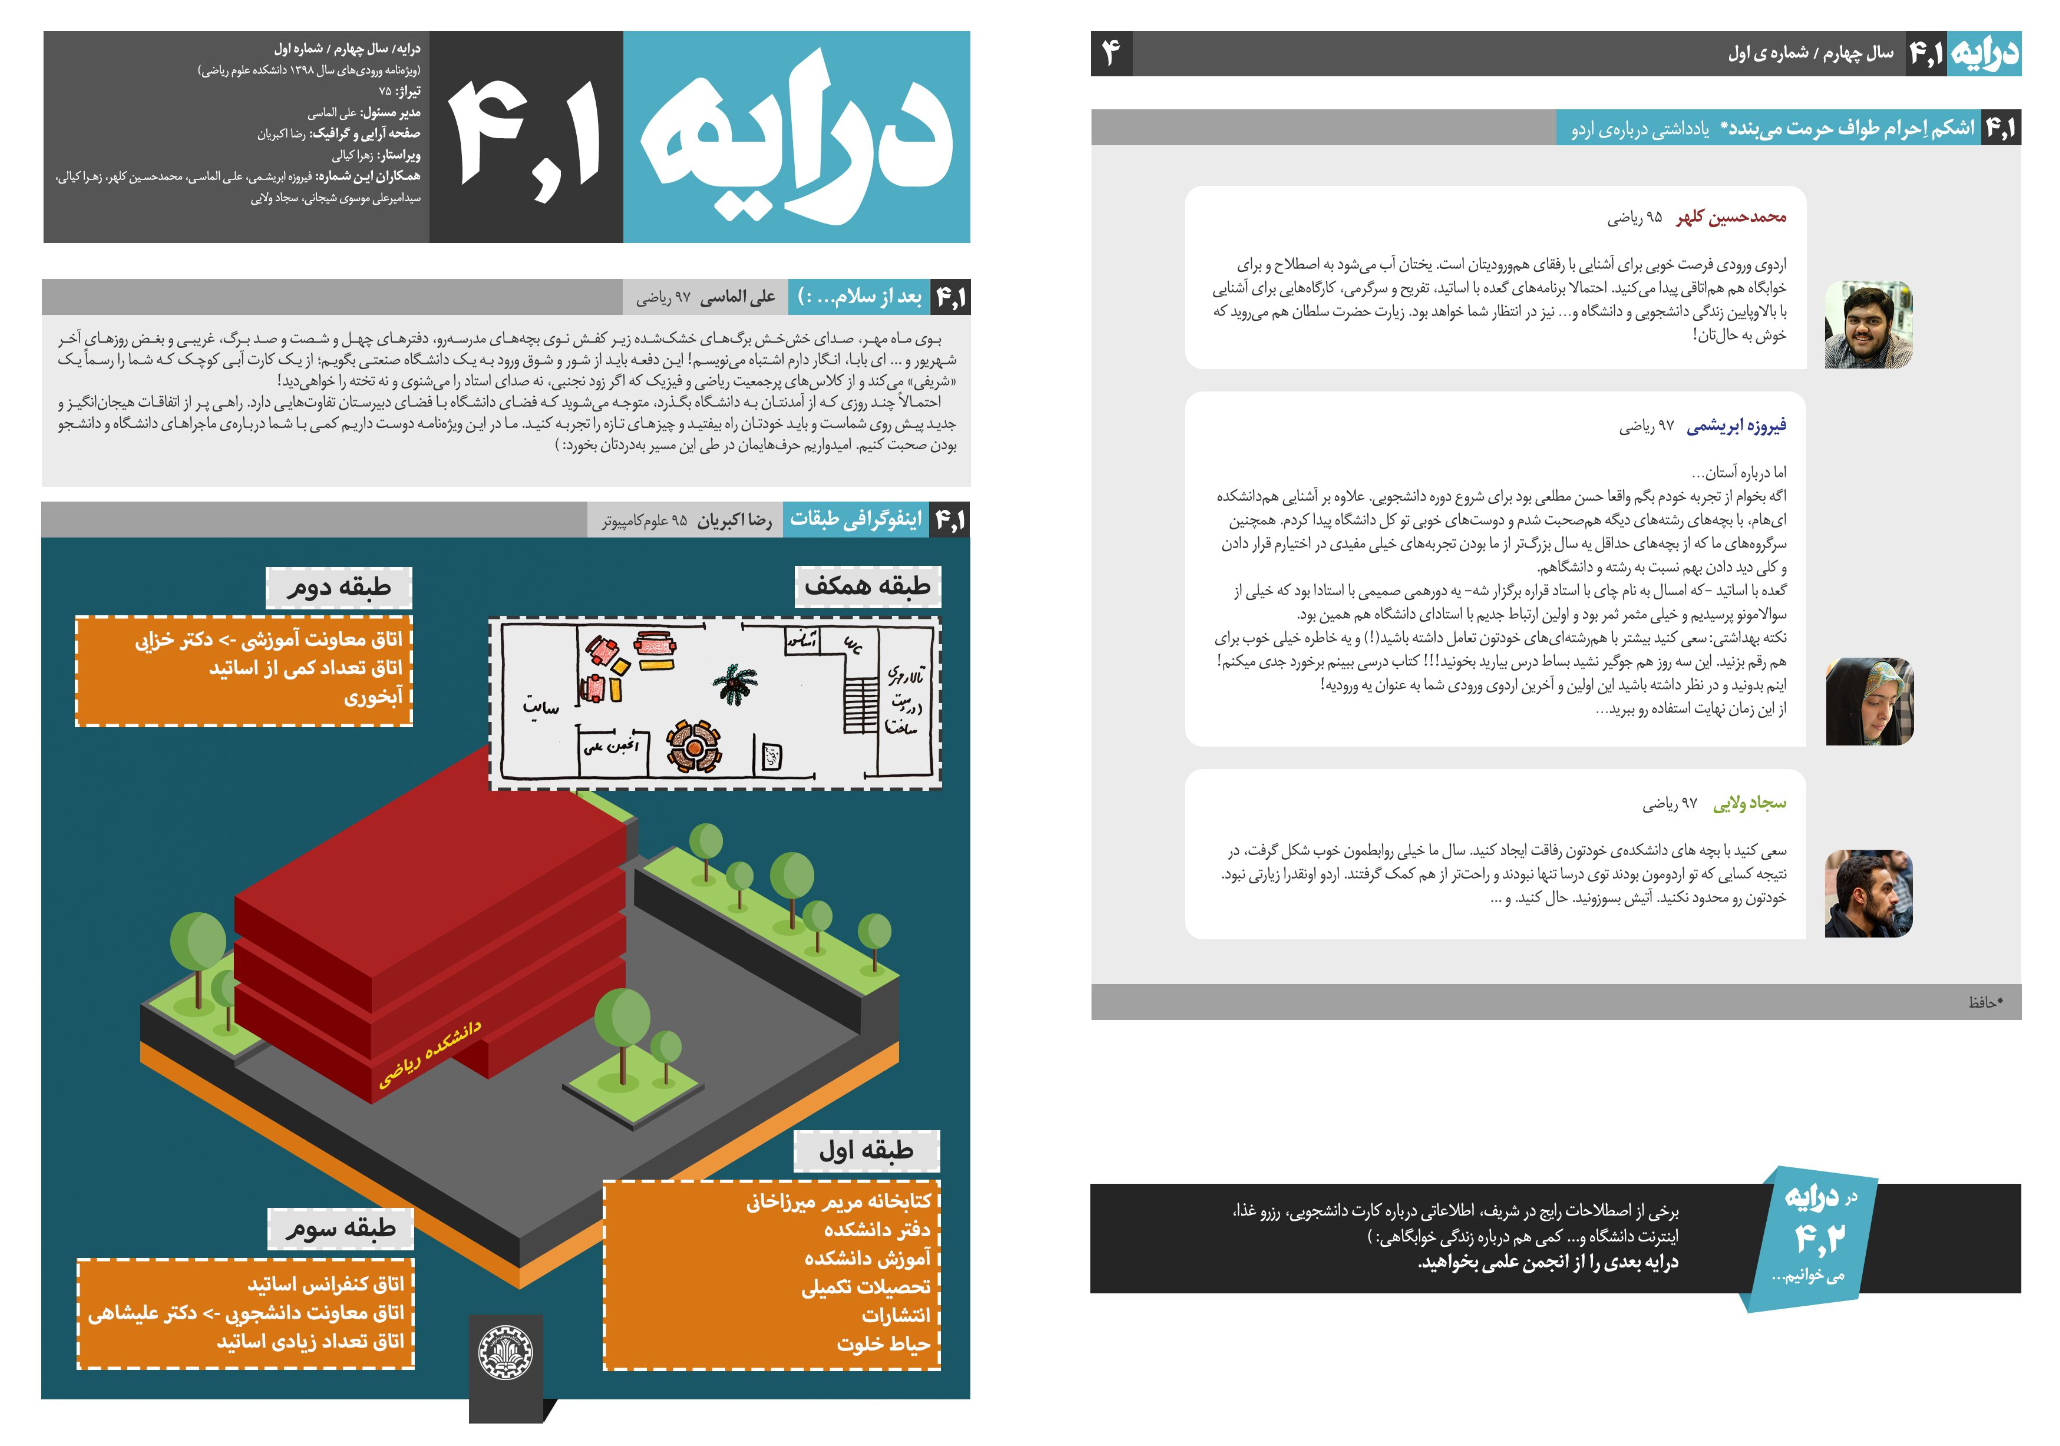 درایه
۴,۱
درایه/ سال چهارم / شماره اول
(ویژه‌نامه ورودی‌های سال ۱۳۹۸ دانشکده علوم ریاضی)
تیراژ: ۷۵
مدیر مسئول: علی الماسی
صفحه آرایی و گرافیک: رضا اکبریان
ویراستار: زهرا کیالی
همکاران این شماره: فیروزه ابریشمی، علی الماسی، محمدحسین کلهر، زهرا کیالی،
سیدامیرعلی موسوی شیجانی، سجاد ولایی
۴,۱ بعد از سلام... :) علی الماسی ۹۷ ریاضی
بوی ماه مهر، صدای خش‌خش برگ‌های خشک‌شده زیر کفش نوی بچه‌های مدرسه‌رو، دفترهای چهل و شصت و صد برگ، غریبی و بغض روزهای آخر
شهریور و ... ای بابا، انگار دارم اشتباه می‌نویسم! این دفعه باید از شور و شوق ورود به یک دانشگاه صنعتی بگویم؛ از یک کارت آبی کوچک که شما را رسماً یک
«شریفی» می‌کند و از کلاس‌های پرجمعیت ریاضی و فیزیک که اگر زود نجنبی، نه صدای استاد را می‌شنوی و نه تخته را خواهی‌دید!
احتمالاً چند روزی که از آمدنتان به دانشگاه بگذرد، متوجه می‌شوید که فضای دانشگاه با فضای دبیرستان تفاوت‌هایی دارد. راهی پر از اتفاقات هیجان‌انگیز و
جدید پیش روی شماست و باید خودتان راه بیفتید و چیزهای تازه را تجربه کنید. ما در این ویژه‌نامه دوست داریم کمی با شما درباره‌ی ماجراهای دانشگاه و دانشجو
بودن صحبت کنیم. امیدواریم حرف‌هایمان در طی این مسیر به‌دردتان بخورد: )
۴,۱ اینفوگرافی طبقات رضا اکبریان ۹۵ علوم‌کامپیوتر
طبقه همکف
آسانسور
تالار
(در دست
ساخت)
سایت
انجمن علمی
طبقه دوم
اتاق معاونت آموزشی -> دکتر خزایی
اتاق تعداد کمی از اساتید
آبخوری
دانشکده ریاضی
طبقه اول
کتابخانه مریم میرزاخانی
دفتر دانشکده
آموزش دانشکده
تحصیلات تکمیلی
انتشارات
حیاط خلوت
طبقه سوم
اتاق کنفرانس اساتید
اتاق معاونت دانشجویی -> دکتر علیشاهی
اتاق تعداد زیادی اساتید
درایه ۴,۱ سال چهارم / شماره ی اول ۴
۴,۱ اشکم اِحرام طواف حرمت می‌بندد* یادداشتی درباره‌ی اردو
محمدحسین کلهر ۹۵ ریاضی
اردوی ورودی فرصت خوبی برای آشنایی با رفقای هم‌ورودیتان است. یختان آب می‌شود به اصطلاح و برای
خوابگاه هم هم‌اتاقی پیدا می‌کنید. احتمالا برنامه‌های گعده با اساتید، تفریح و سرگرمی، کارگاه‌هایی برای آشنایی
با بالاوپایین زندگی دانشجویی و دانشگاه و... نیز در انتظار شما خواهد بود. زیارت حضرت سلطان هم می‌روید که
خوش به حال‌تان!
فیروزه ابریشمی ۹۷ ریاضی
اما درباره آستان...
اگه بخوام از تجربه خودم بگم واقعا حسن مطلعی بود برای شروع دوره دانشجویی. علاوه بر آشنایی هم‌دانشکده
ای‌هام، با بچه‌های رشته‌های دیگه هم‌صحبت شدم و دوست‌های خوبی تو کل دانشگاه پیدا کردم. همچنین
سرگروه‌های ما که از بچه‌های حداقل یه سال بزرگ‌تر از ما بودن تجربه‌های خیلی مفیدی در اختیارم قرار دادن
و کلی دید دادن بهم نسبت به رشته و دانشگاهم.
گعده با اساتید -که امسال به نام چای با استاد قراره برگزار شه- یه دورهمی صمیمی با استادا بود که خیلی از
سوالامونو پرسیدیم و خیلی مثمر ثمر بود و اولین ارتباط جدیم با استادای دانشگاه هم همین بود.
نکته بهداشتی: سعی کنید بیشتر با هم‌رشته‌ای‌های خودتون تعامل داشته باشید(!) و یه خاطره خیلی خوب برای
هم رقم بزنید. این سه روز هم جوگیر نشید بساط درس بیارید بخونید!!! کتاب درسی ببینم برخورد جدی میکنم!
اینم بدونید و در نظر داشته باشید این اولین و آخرین اردوی ورودی شما به عنوان یه ورودیه!
از این زمان نهایت استفاده رو ببرید...
سجاد ولایی ۹۷ ریاضی
سعی کنید با بچه های دانشکده‌ی خودتون رفاقت ایجاد کنید. سال ما خیلی روابطمون خوب شکل گرفت، در
نتیجه کسایی که تو اردومون بودند توی درسا تنها نبودند و راحت‌تر از هم کمک گرفتند. اردو اونقدرا زیارتی نبود.
خودتون رو محدود نکنید. آتیش بسوزونید. حال کنید. و ...
*حافظ
در درایه
۴,۲
می خوانیم...
برخی از اصطلاحات رایج در شریف، اطلاعاتی درباره کارت دانشجویی، رزرو غذا،
اینترنت دانشگاه و... کمی هم درباره زندگی خوابگاهی: )
درایه بعدی را از انجمن علمی بخواهید.